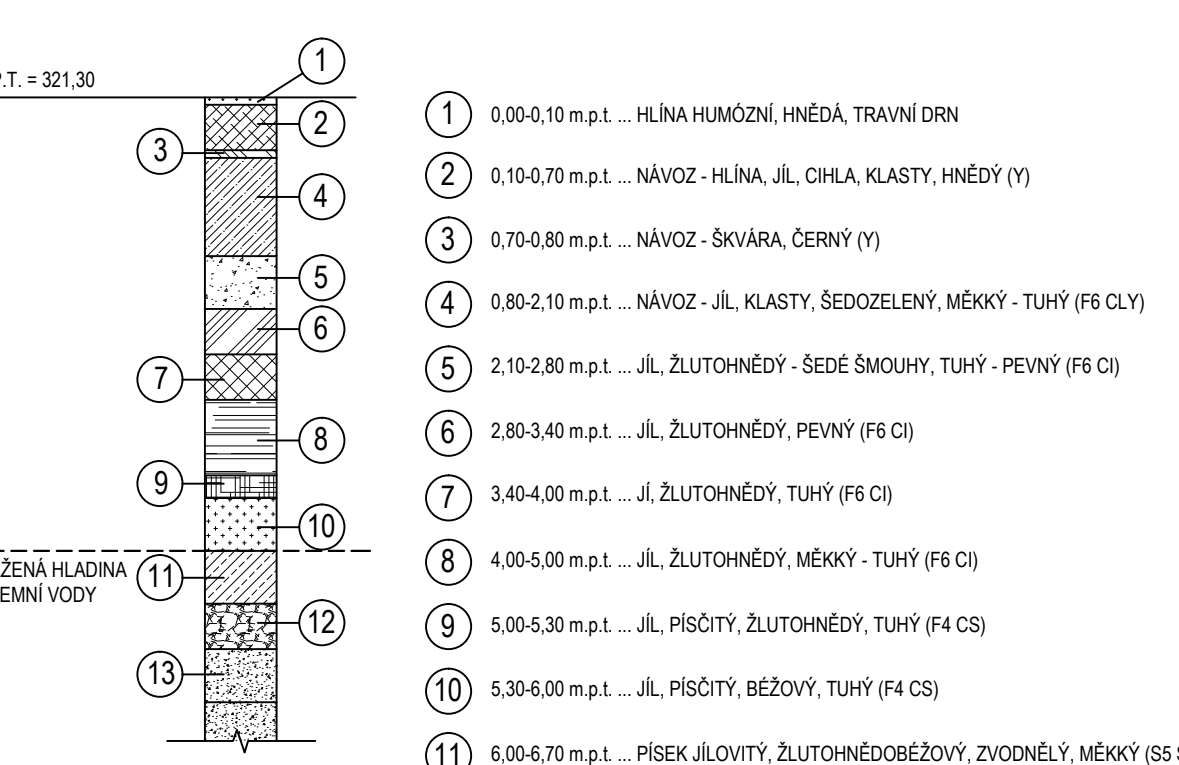 P.T. = 321,30
1
2
3
4
5
6
7
8
9
10
11
12
13
ŽENÁ HLADINA
EMNÍ VODY
1 0,00-0,10 m.p.t. ... HLÍNA HUMÓZNÍ, HNĚDÁ, TRAVNÍ DRN
2 0,10-0,70 m.p.t. ... NÁVOZ - HLÍNA, JÍL, CIHLA, KLASTY, HNĚDÝ (Y)
3 0,70-0,80 m.p.t. ... NÁVOZ - ŠKVÁRA, ČERNÝ (Y)
4 0,80-2,10 m.p.t. ... NÁVOZ - JÍL, KLASTY, ŠEDOZELENÝ, MĚKKÝ - TUHÝ (F6 CLY)
5 2,10-2,80 m.p.t. ... JÍL, ŽLUTOHNĚDÝ - ŠEDÉ ŠMOUHY, TUHÝ - PEVNÝ (F6 CI)
6 2,80-3,40 m.p.t. ... JÍL, ŽLUTOHNĚDÝ, PEVNÝ (F6 CI)
7 3,40-4,00 m.p.t. ... JÍ, ŽLUTOHNĚDÝ, TUHÝ (F6 CI)
8 4,00-5,00 m.p.t. ... JÍL, ŽLUTOHNĚDÝ, MĚKKÝ - TUHÝ (F6 CI)
9 5,00-5,30 m.p.t. ... JÍL, PÍSČITÝ, ŽLUTOHNĚDÝ, TUHÝ (F4 CS)
10 5,30-6,00 m.p.t. ... JÍL, PÍSČITÝ, BÉŽOVÝ, TUHÝ (F4 CS)
11 6,00-6,70 m.p.t. ... PÍSEK JÍLOVITÝ, ŽLUTOHNĚDOBÉŽOVÝ, ZVODNĚLÝ, MĚKKÝ (S5 S